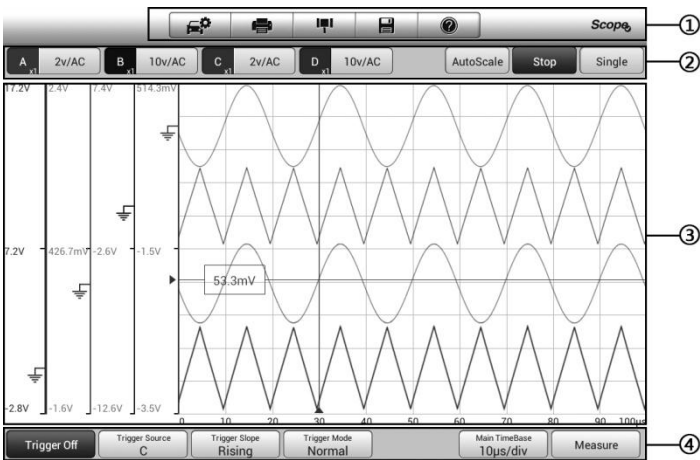 Scope
①
A x1 2v/AC B x1 10v/AC C x1 2v/AC D x1 10v/AC AutoScale Stop Single
②
17.2V 2.4V 7.4V 514.3mV
③
7.2V 426.7mV -2.6V -1.5V
53.3mV
-2.8V -1.6V -12.6V -3.5V
0 10 20 30 40 50 60 70 80 90 100µs
Trigger Off Trigger Source C Trigger Slope Rising Trigger Mode Normal Main TimeBase 10µs/div Measure
④